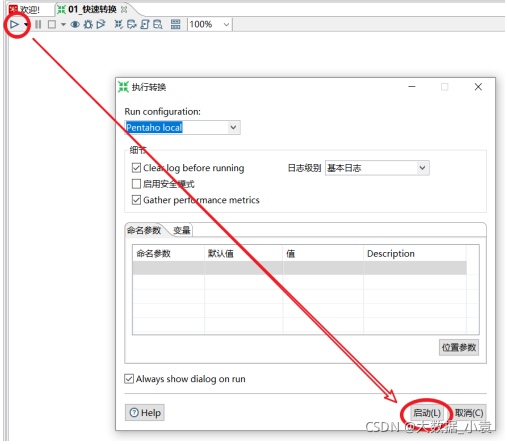 欢迎!
01_快速转换
100%
执行转换
Run configuration:
Pentaho local
细节
Clear log before running
日志级别
基本日志
启用安全模式
Gather performance metrics
命名参数
变量
命名参数
默认值
值
Description
位置参数
Always show dialog on run
Help
启动(L)
取消(C)
CSDN @大数据_小袁